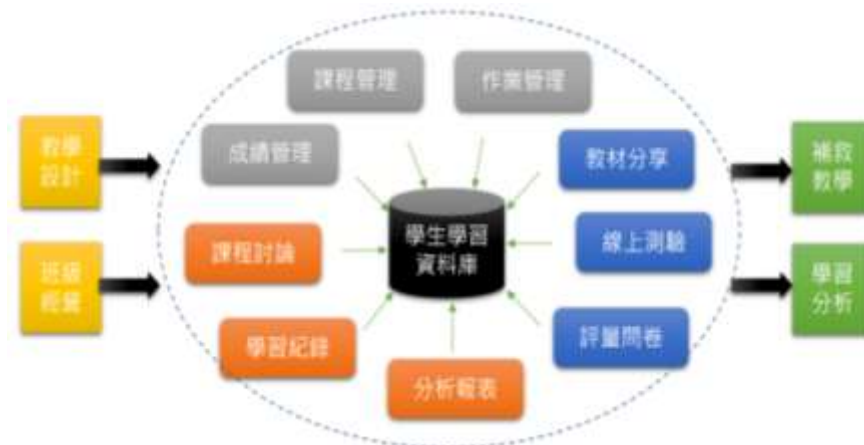 課程管理
作業管理
教學
設計
成績管理
教材分享
補救
教學
學生學習
資料庫
課程討論
線上測驗
班級
經營
學習紀錄
評量問卷
學習
分析
分析報表